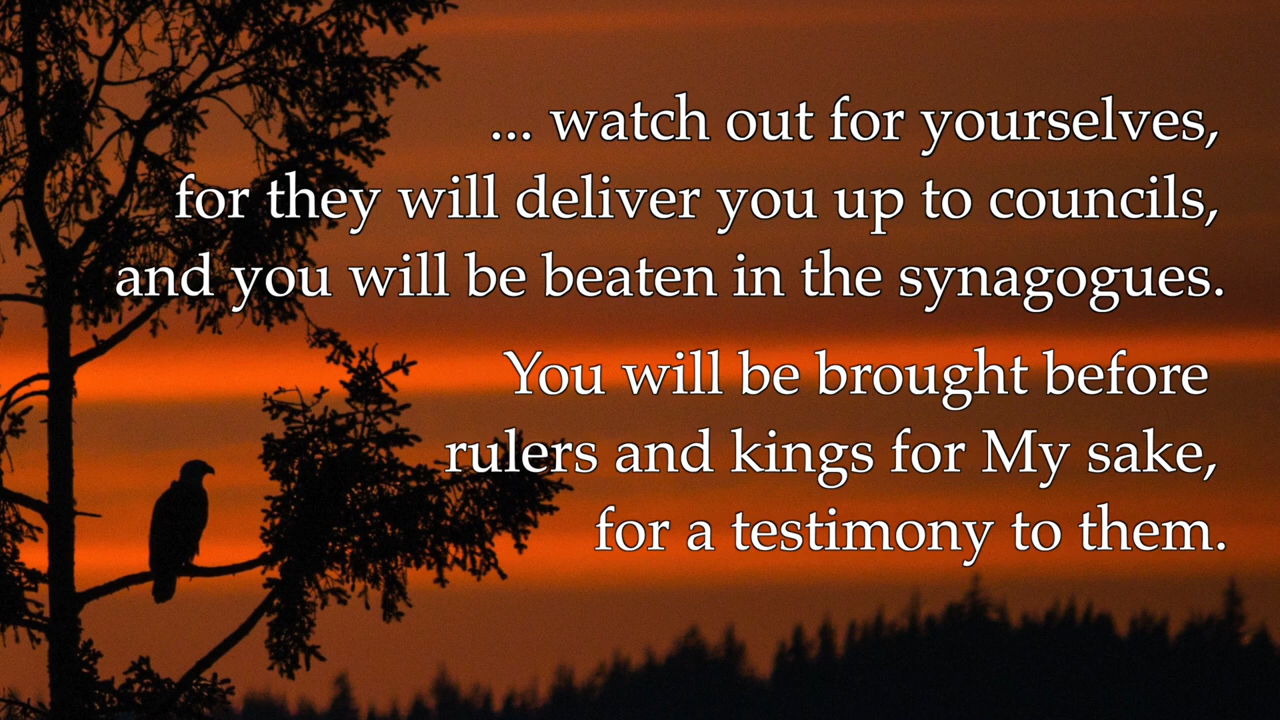 ... watch out for yourselves,
for they will deliver you up to councils,
and you will be beaten in the synagogues.
You will be brought before
rulers and kings for My sake,
for a testimony to them.